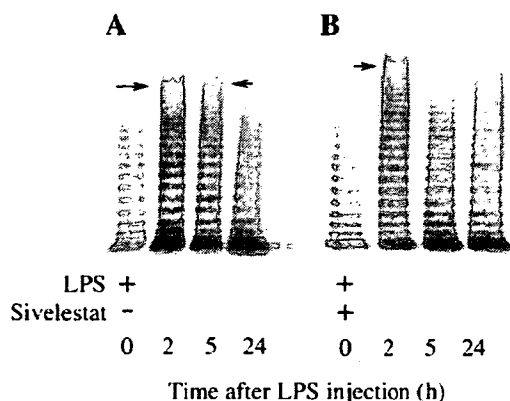 A B
LPS + +
Sivelestat - +
0 2 5 24 0 2 5 24
Time after LPS injection (h)